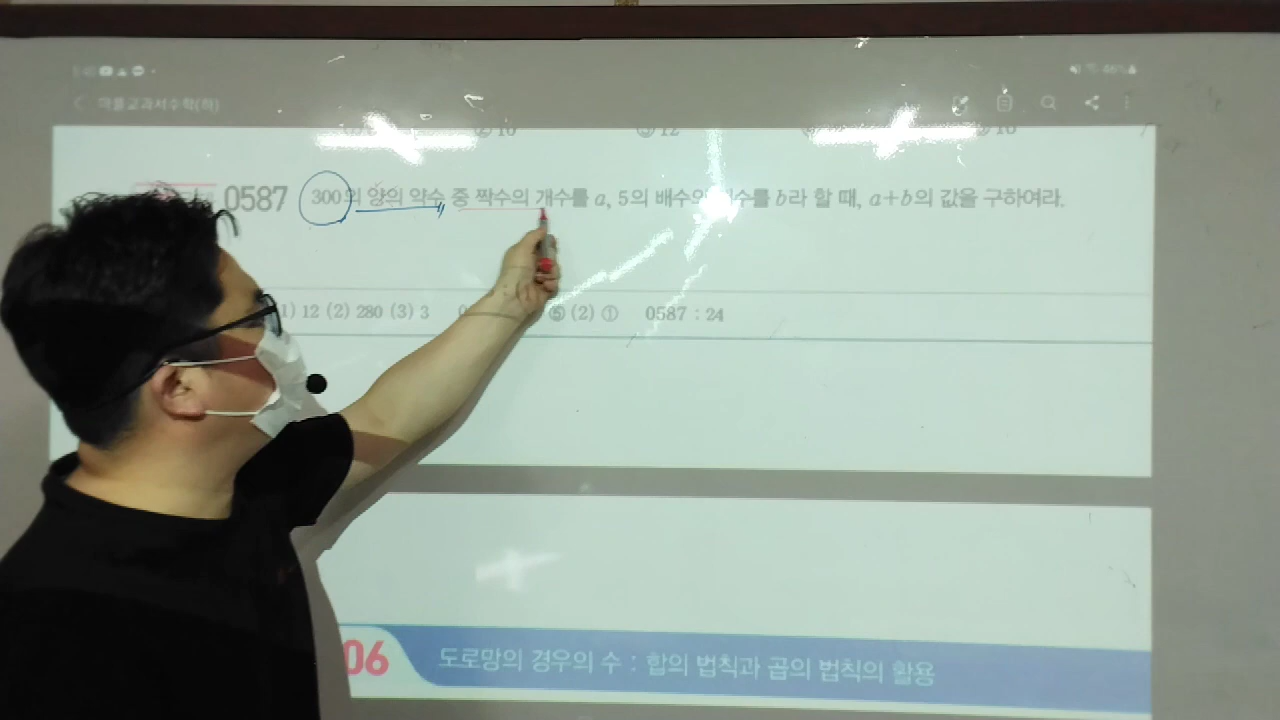 마플교과서수학(하)
② 10 ③ 12
0587 300의 양의 약수 중 짝수의 개수를 a, 5의 배수의 개수를 b라 할 때, a+b의 값을 구하여라.
1) 12 (2) 280 (3) 3 ⑤ (2) ① 0587 : 24
06 도로망의 경우의 수 : 합의 법칙과 곱의 법칙의 활용